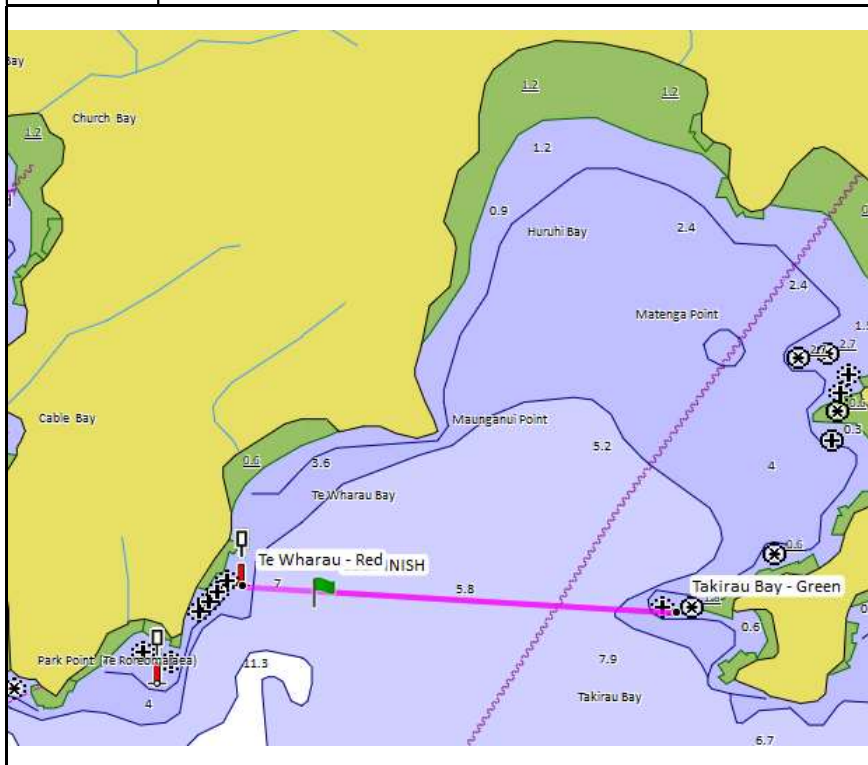 Bay
1.2
Church Bay
1.2
1.2
1.2
0.9
Huruhi Bay
2.4
2.4
Matenga Point
1.5
2.7
Cable Bay
Maunganui Point
0.3
0.6
3.6
5.2
4
Te Wharau Bay
0.6
Te Wharau - Red
NISH
7
5.8
Takirau Bay - Green
0.6
Park Point
11.3
7.9
4
Takirau Bay
6.7